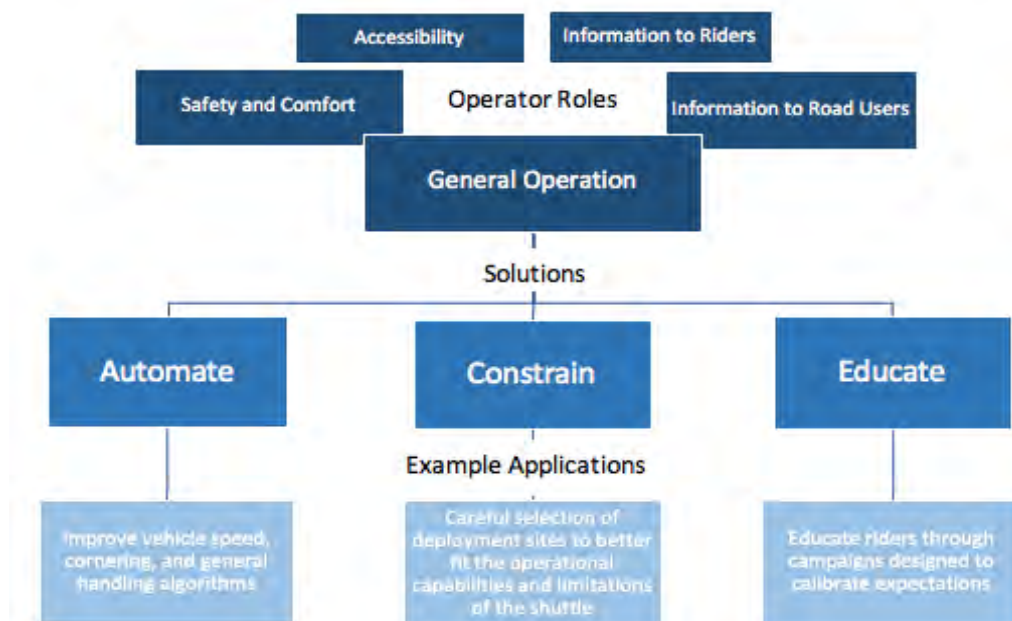 Accessibility
Information to Riders
Safety and Comfort
Operator Roles
Information to Road Users
General Operation
Solutions
Automate
Constrain
Educate
Example Applications
Improve vehicle speed,
cornering, and general
handling algorithms
Careful selection of
deployment sites to better
fit the operational
capabilities and limitations
of the shuttle
Educate riders through
campaigns designed to
calibrate expectations